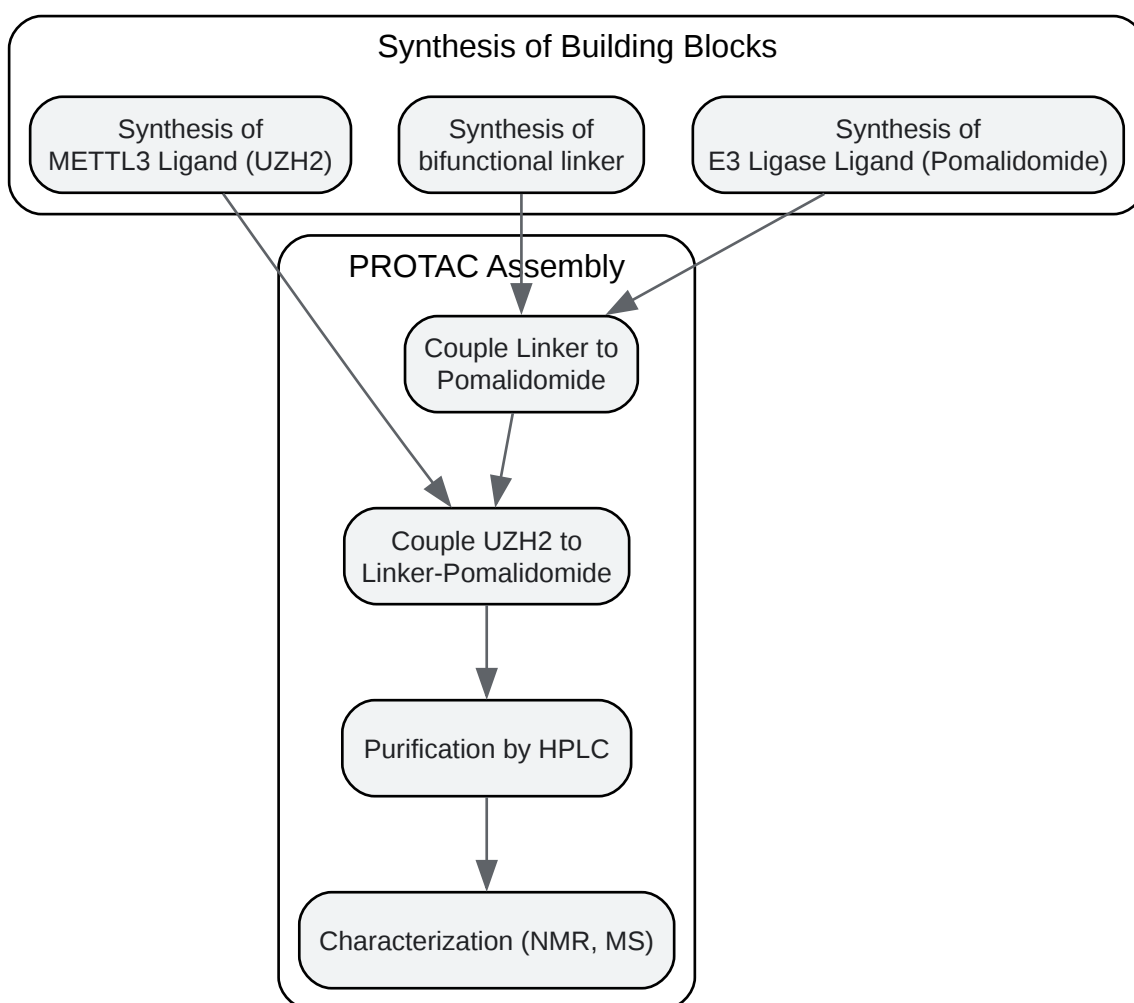 Synthesis of Building Blocks
Synthesis of
METTL3 Ligand (UZH2)
Synthesis of
bifunctional linker
Synthesis of
E3 Ligase Ligand (Pomalidomide)
PROTAC Assembly
Couple Linker to
Pomalidomide
Couple UZH2 to
Linker-Pomalidomide
Purification by HPLC
Characterization (NMR, MS)